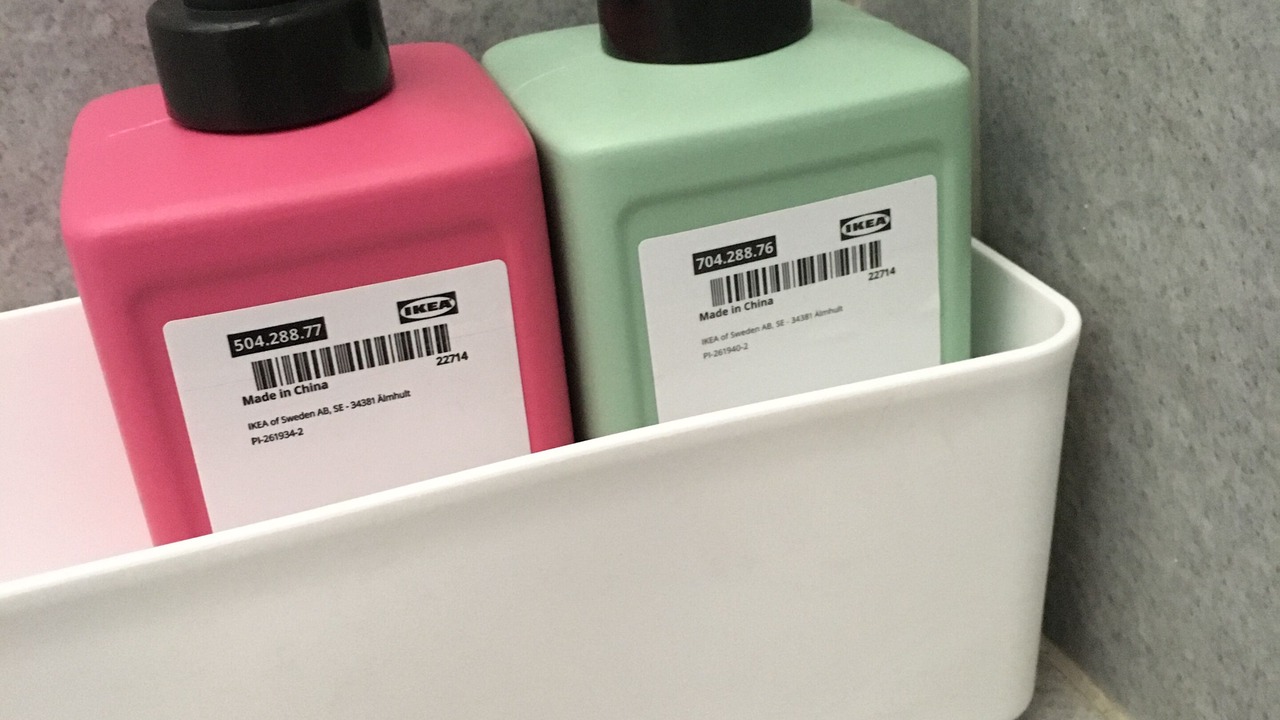 504.288.77
IKEA
22714
Made in China
IKEA of Sweden AB, SE - 34381 Älmhult
PI-261934-2
704.288.76
IKEA
22714
Made in China
IKEA of Sweden AB, SE - 34381 Älmhult
PI-261940-2